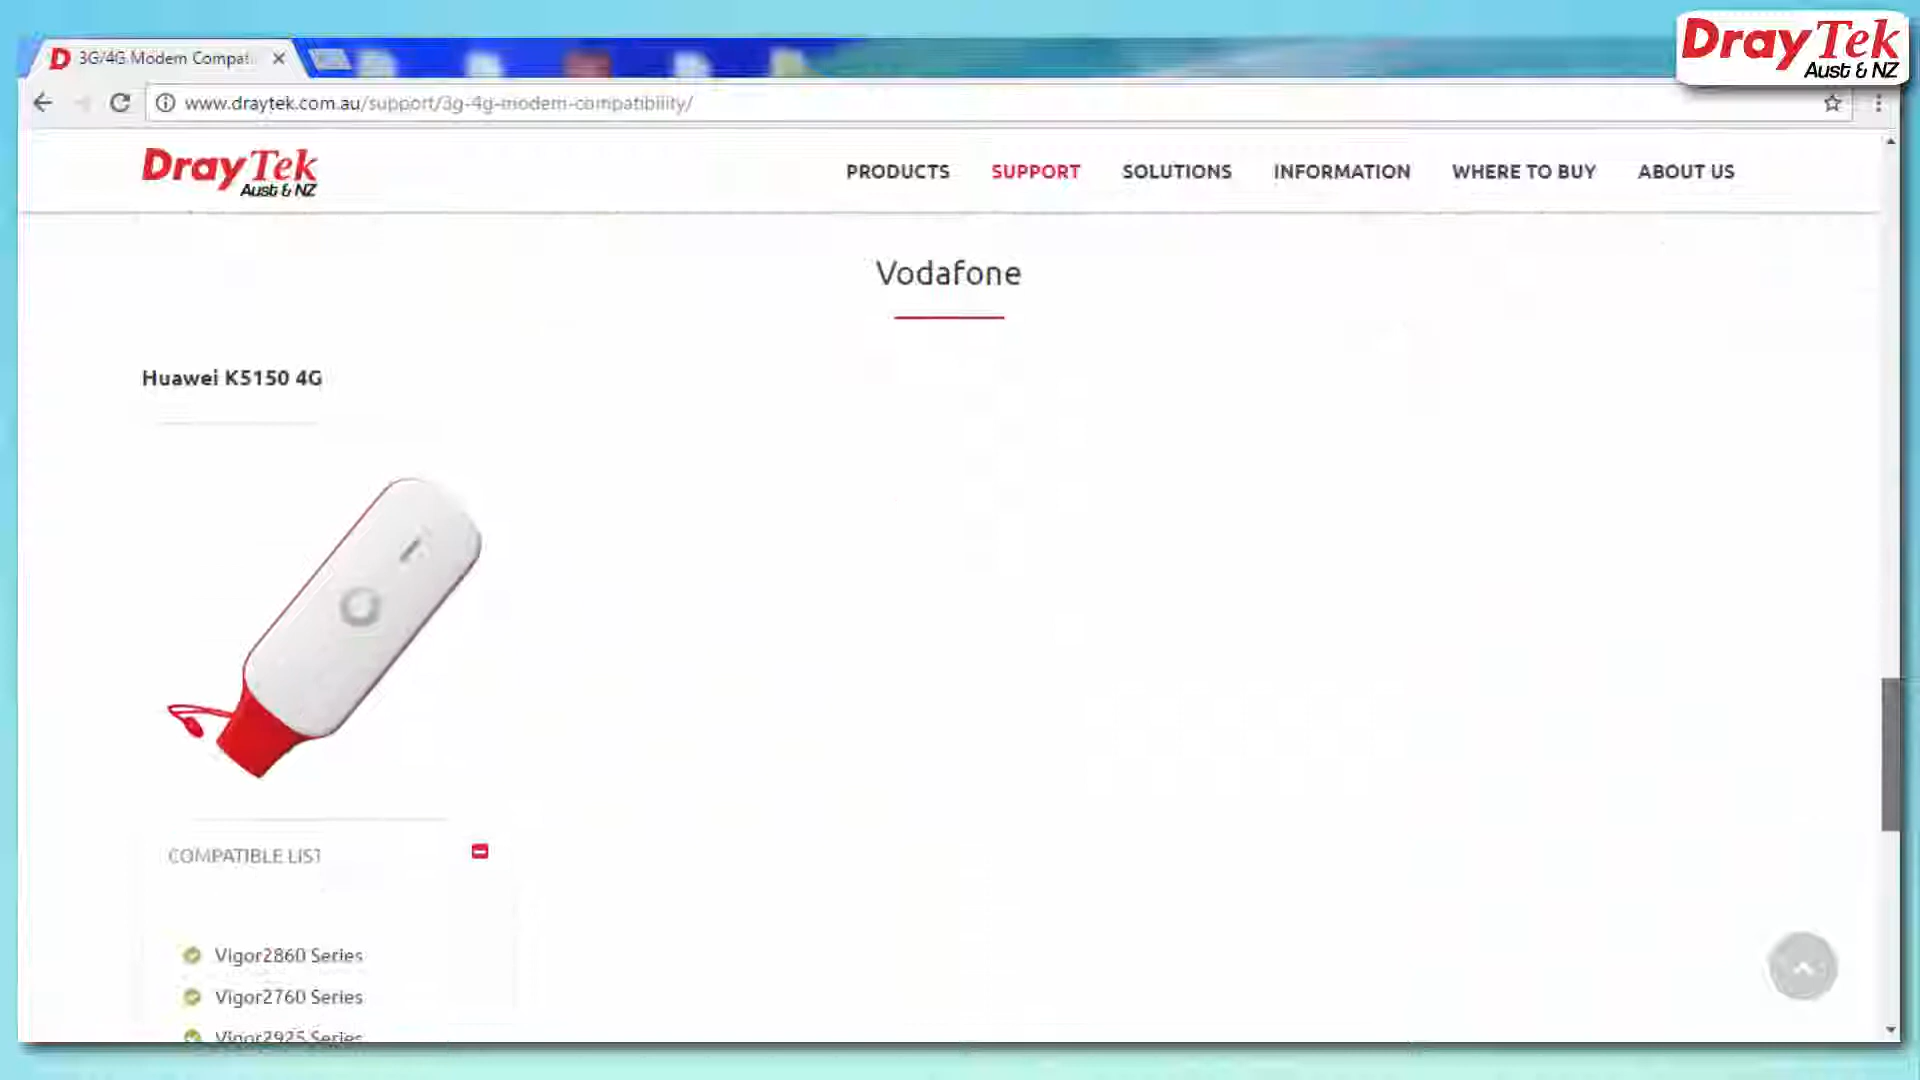 DrayTek
Aust & NZ
3G/4G Modem Compat
www.draytek.com.au/support/3g-4g-modem-compatibility/
DrayTek
Aust & NZ
PRODUCTS
SUPPORT
SOLUTIONS
INFORMATION
WHERE TO BUY
ABOUT US
Vodafone
Huawei K5150 4G
COMPATIBLE LIST
Vigor2860 Series
Vigor2760 Series
Vigor2925 Series